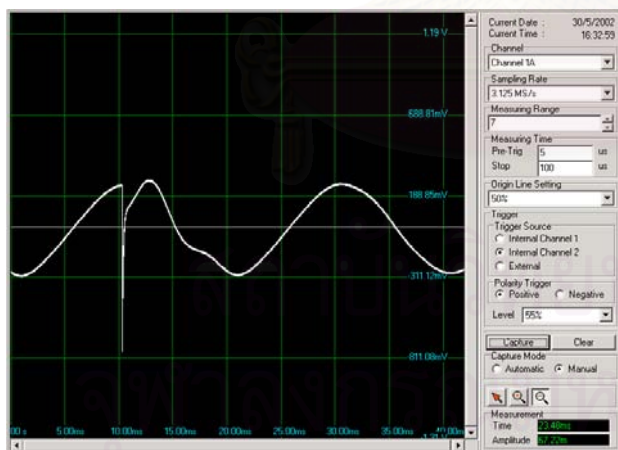 1.19 V
588.81mV
188.85mV
-311.12mV
-811.08mV
-1.31 V
5.00ms 10.00ms 15.00ms 20.00ms 25.00ms 30.00ms 35.00ms
Current Date : 30/5/2002
Current Time : 16:32:59
Channel
Channel 1A
Sampling Rate
3.125 MS/s
Measuring Range
7
Measuring Time
Pre-Trig 5 us
Stop 100 us
Origin Line Setting
50%
Trigger
Trigger Source
Internal Channel 1
Internal Channel 2
External
Polarity Trigger
Positive Negative
Level 55%
Capture Clear
Capture Mode
Automatic Manual
Measurement
Time 23.48ms
Amplitude 67.22m